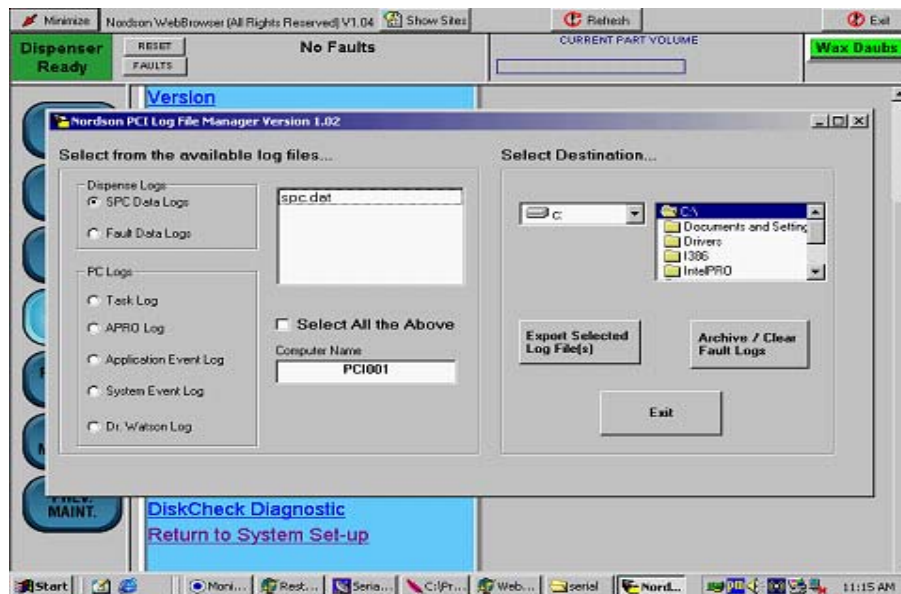 Minimize
Nordson WebBrowser (All Rights Reserved) V1.04
Show Sites
Refresh
Exit
Dispenser
Ready
RESET
FAULTS
No Faults
CURRENT PART VOLUME
Wax Daubs
Version
Nordson PCI Log File Manager Version 1.02
Select from the available log files...
Dispense Logs
SPC Data Logs
Fault Data Logs
PC Logs
Task Log
APRO Log
Application Event Log
System Event Log
Dr. Watson Log
spc.dat
Select All the Above
Computer Name
PCI001
Select Destination...
c:
C:\
Documents and Setting
Drivers
I386
IntelPRO
Export Selected
Log File(s)
Archive / Clear
Fault Logs
Exit
PREV.
MAINT.
DiskCheck Diagnostic
Return to System Set-up
Start
Moni...
Rest...
Seria...
C:\Pr...
Web...
serial
Nord...
11:15 AM